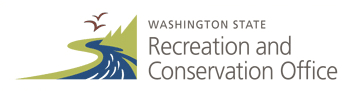 WASHINGTON STATE
Recreation and
Conservation Office